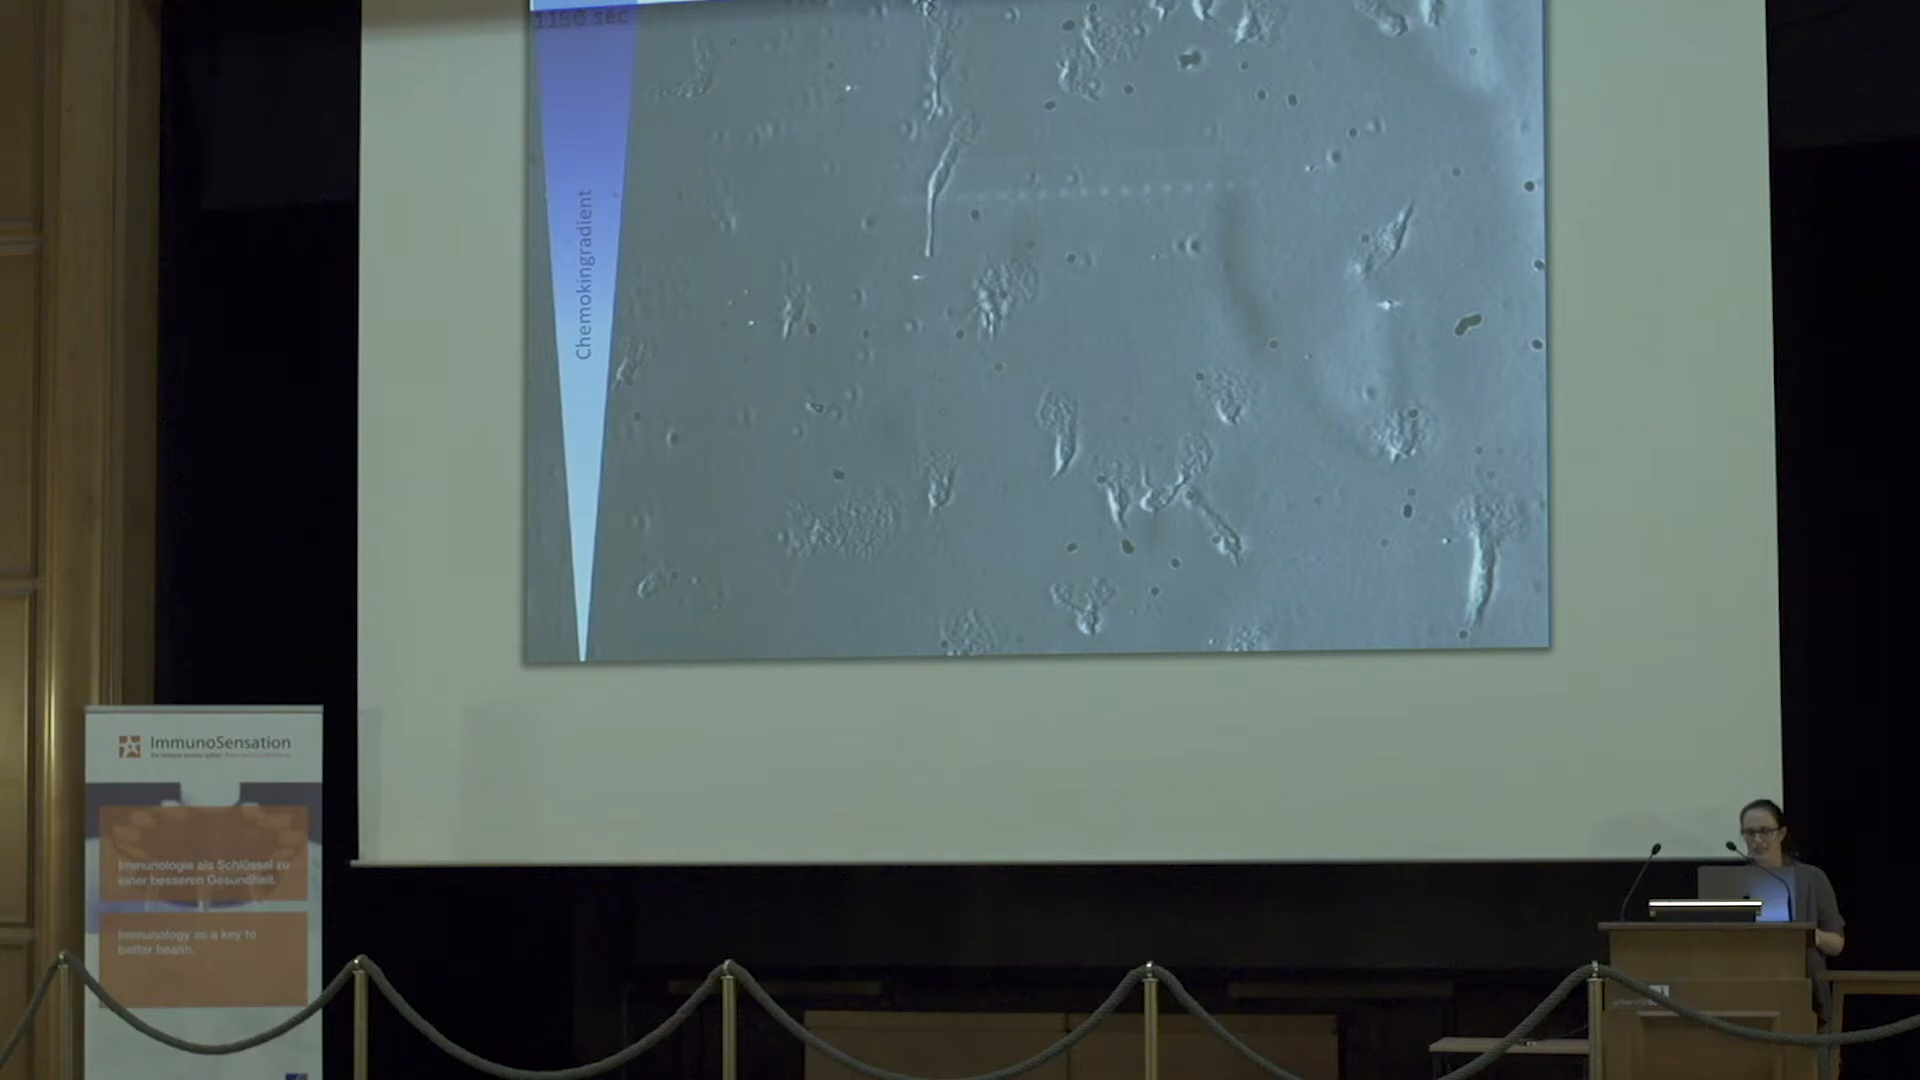 1150 sec
Chemokingradient
ImmunoSensation
Immunologie als Schlüssel zu
einer besseren Gesundheit.
Immunology as a key to
better health.